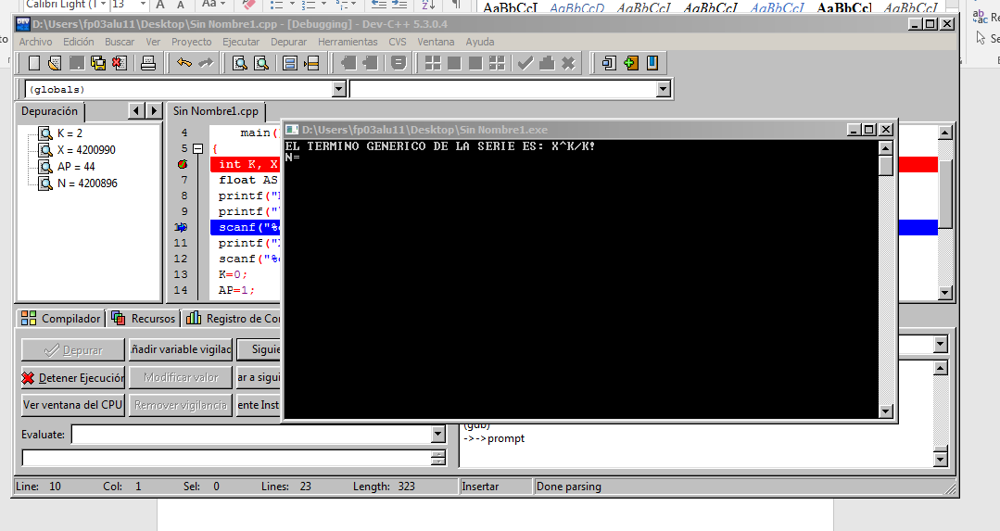 Calibri Light (T 13 A A Aa
AaBbCcI AaBbCcD AaBbCcI AaBbCcI AaBbCcI AaBbCcI AaBbCcI
D:\Users\fp03alu11\Desktop\Sin Nombre1.cpp - [Debugging] - Dev-C++ 5.3.0.4
Archivo Edición Buscar Ver Proyecto Ejecutar Depurar Herramientas CVS Ventana Ayuda
(globals)
Depuración
K = 2
X = 4200990
AP = 44
N = 4200896
Sin Nombre1.cpp
4 main(
5 {
int K, X
7 float AS
8 printf("
9 printf("
10 scanf("%
11 printf("
12 scanf("%
13 K=0;
14 AP=1;
D:\Users\fp03alu11\Desktop\Sin Nombre1.exe
EL TERMINO GENERICO DE LA SERIE ES: X^K/K!
N=
Compilador Recursos Registro de Co
Depurar ñadir variable vigilad Siguie
Detener Ejecución Modificar valor ar a sigui
Ver ventana del CPU Remover vigilancia ente Inst
Evaluate:
(gdb)
->->prompt
Line: 10 Col: 1 Sel: 0 Lines: 23 Length: 323 Insertar Done parsing